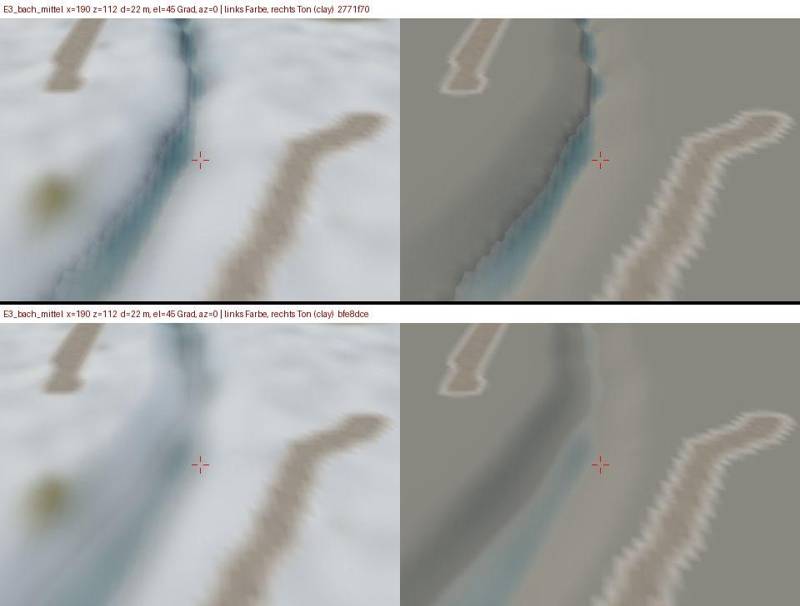 E3_bach_mittel x=190 z=112 d=22 m, el=45 Grad, az=0 | links Farbe, rechts Ton (clay) 2771f70
E3_bach_mittel x=190 z=112 d=22 m, el=45 Grad, az=0 | links Farbe, rechts Ton (clay) bfe8dce